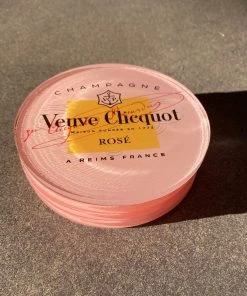 CHAMPAGNE
Veuve Clicquot
MAISON FONDÉE EN 1772
ROSÉ
A REIMS FRANCE